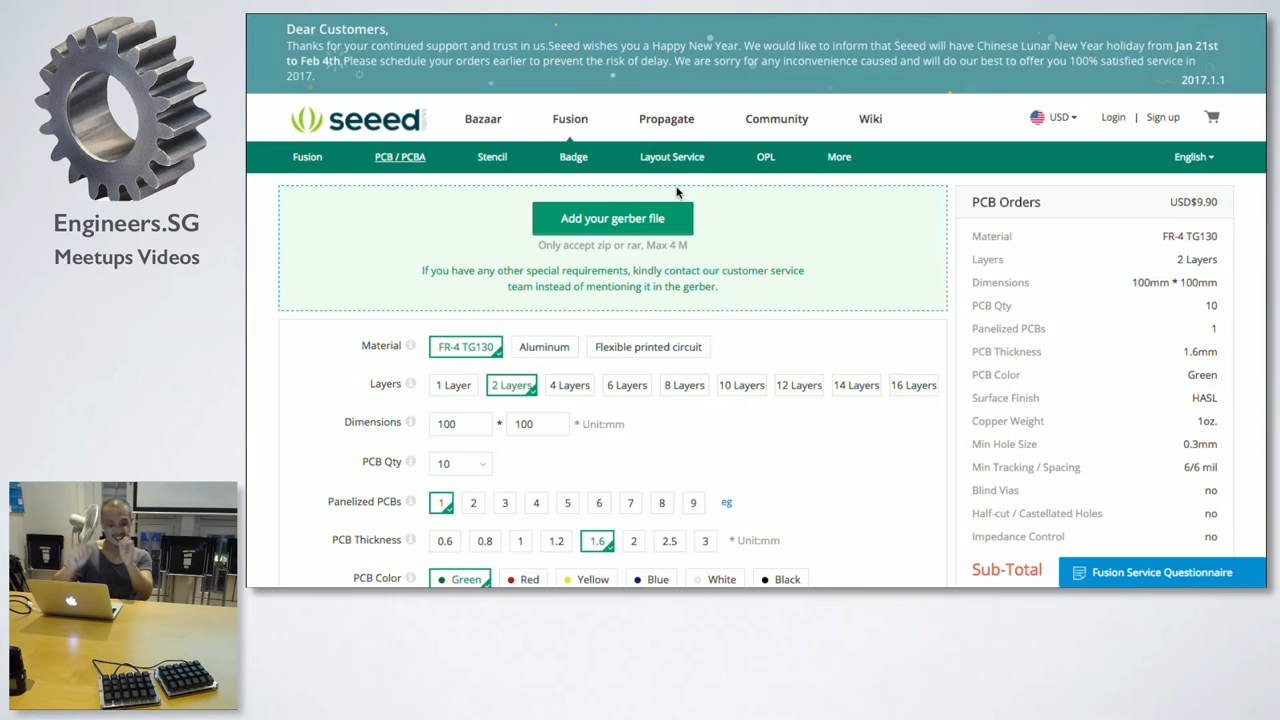 Engineers.SG
Meetups Videos
Dear Customers,
Thanks for your continued support and trust in us.Seeed wishes you a Happy New Year. We would like to inform that Seeed will have Chinese Lunar New Year holiday from Jan 21st
to Feb 4th.Please schedule your orders earlier to prevent the risk of delay. We are sorry for any inconvenience caused and will do our best to offer you 100% satisfied service in
2017.
2017.1.1
seeed
Bazaar
Fusion
Propagate
Community
Wiki
USD
Login | Sign up
Fusion
PCB / PCBA
Stencil
Badge
Layout Service
OPL
More
English
Add your gerber file
Only accept zip or rar, Max 4 M
If you have any other special requirements, kindly contact our customer service
team instead of mentioning it in the gerber.
Material FR-4 TG130 Aluminum Flexible printed circuit
Layers 1 Layer 2 Layers 4 Layers 6 Layers 8 Layers 10 Layers 12 Layers 14 Layers 16 Layers
Dimensions 100 * 100 * Unit:mm
PCB Qty 10
Panelized PCBs 1 2 3 4 5 6 7 8 9 eg
PCB Thickness 0.6 0.8 1 1.2 1.6 2 2.5 3 * Unit:mm
PCB Color Green Red Yellow Blue White Black
PCB Orders USD$9.90
Material FR-4 TG130
Layers 2 Layers
Dimensions 100mm * 100mm
PCB Qty 10
Panelized PCBs 1
PCB Thickness 1.6mm
PCB Color Green
Surface Finish HASL
Copper Weight 1oz.
Min Hole Size 0.3mm
Min Tracking / Spacing 6/6 mil
Blind Vias no
Half-cut / Castellated Holes no
Impedance Control no
Sub-Total
Fusion Service Questionnaire